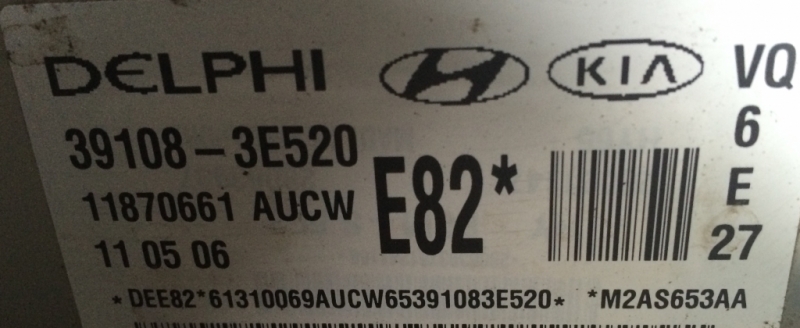 DELPHI H KIA VQ
39108-3E520 6
E82* E
11870661 AUCW 27
11 05 06
*DEE82*61310069AUCW65391083E520* *M2AS653AA